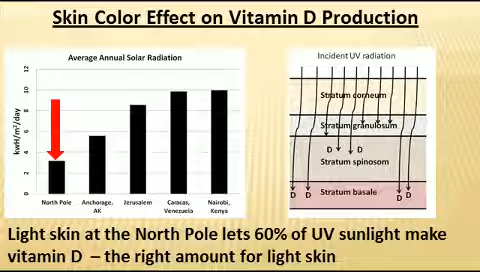 Skin Color Effect on Vitamin D Production
Average Annual Solar Radiation
kwH/m²/day
12
10
8
6
4
2
0
North Pole
Anchorage, AK
Jerusalem
Caracas, Venezuela
Nairobi, Kenya
Incident UV radiation
Stratum corneum
Stratum granulosum
D D
Stratum spinosom
Stratum basale
D D D D
Light skin at the North Pole lets 60% of UV sunlight make
vitamin D – the right amount for light skin